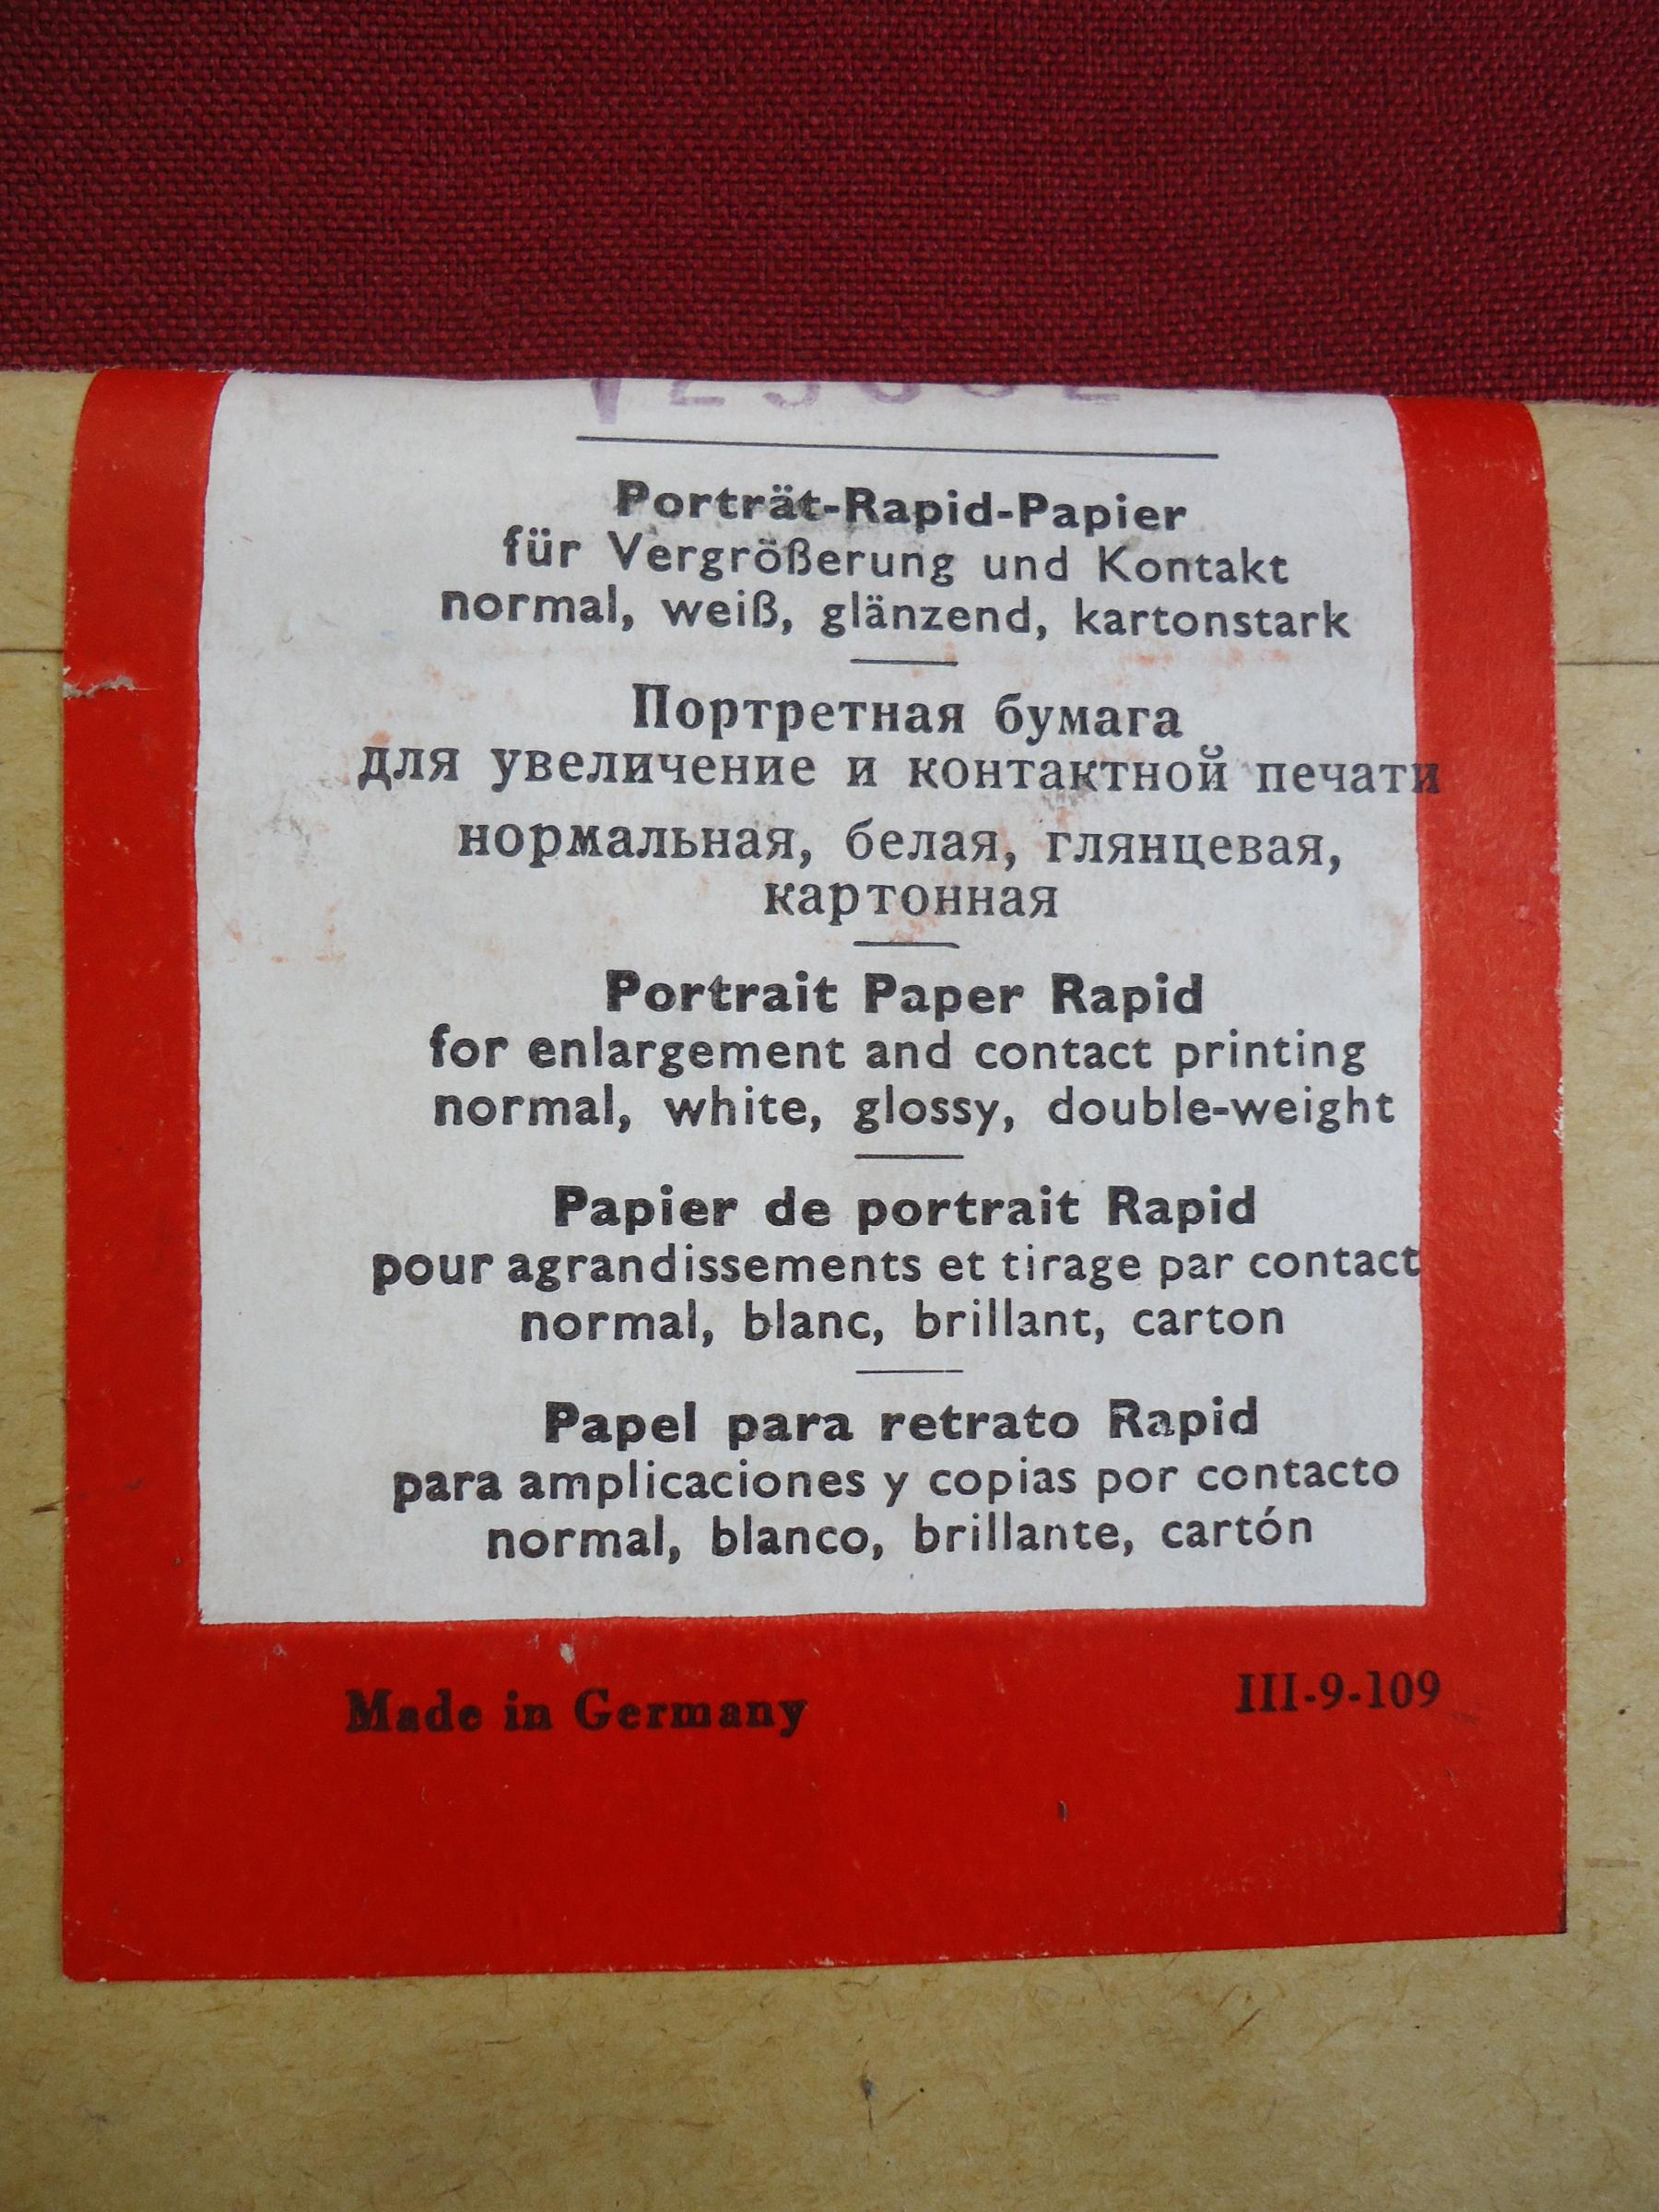 Porträt-Rapid-Papier
für Vergrößerung und Kontakt
normal, weiß, glänzend, kartonstark
Портретная бумага
для увеличение и контактной печати
нормальная, белая, глянцевая,
картонная
Portrait Paper Rapid
for enlargement and contact printing
normal, white, glossy, double-weight
Papier de portrait Rapid
pour agrandissements et tirage par contact
normal, blanc, brillant, carton
Papel para retrato Rapid
para amplicaciones y copias por contacto
normal, blanco, brillante, cartón
Made in Germany
III-9-109